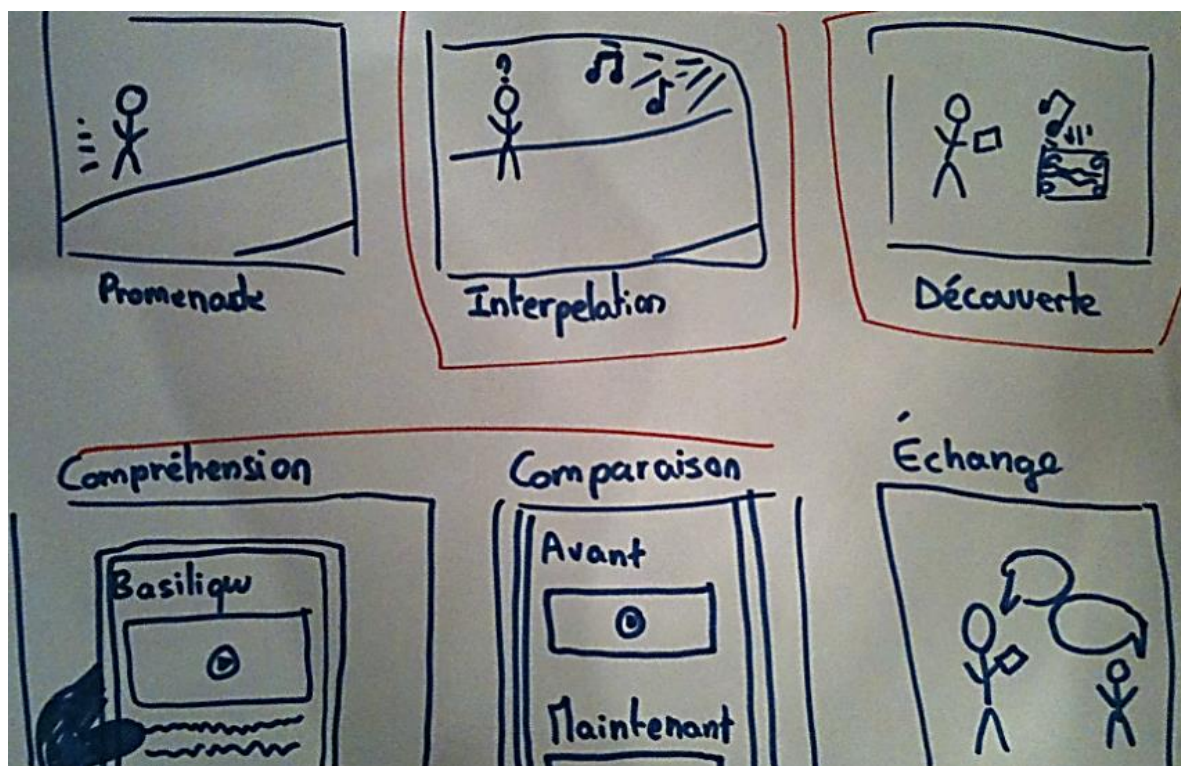 ?
Promenade
Interpelation
Découverte
Compréhension
Comparaison
Échange
Basiliqu
Avant
Maintenant